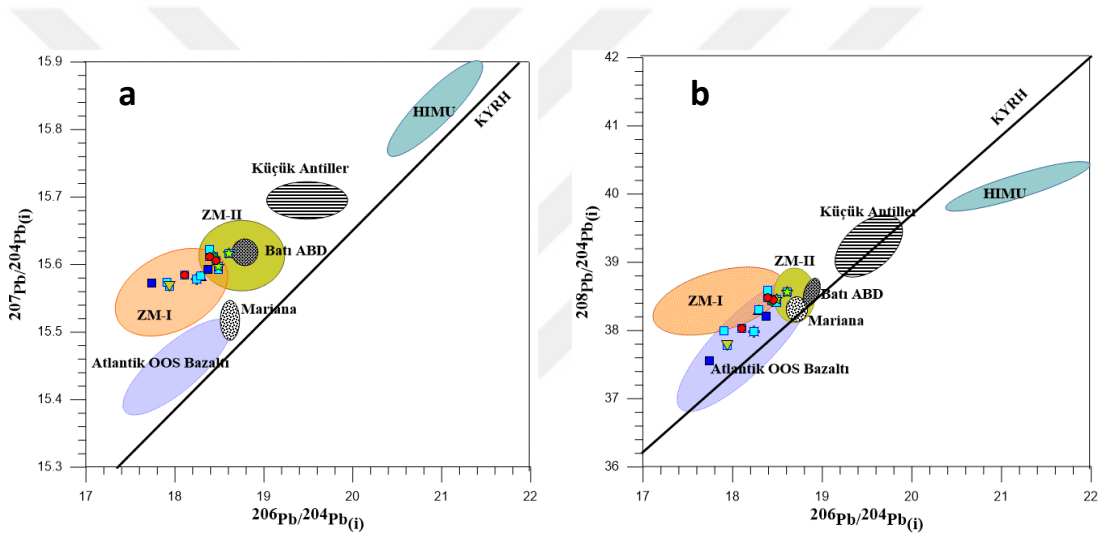 a
15.9
15.8
15.7
15.6
15.5
15.4
15.3
207Pb/204Pb(i)
HIMU
KYRH
Küçük Antiller
ZM-II
Batı ABD
ZM-I
Mariana
Atlantik OOS Bazaltı
17 18 19 20 21 22
206Pb/204Pb(i)
b
42
41
40
39
38
37
36
208Pb/204Pb(i)
KYRH
HIMU
Küçük Antiller
ZM-II
ZM-I
Batı ABD
Mariana
Atlantik OOS Bazaltı
17 18 19 20 21 22
206Pb/204Pb(i)